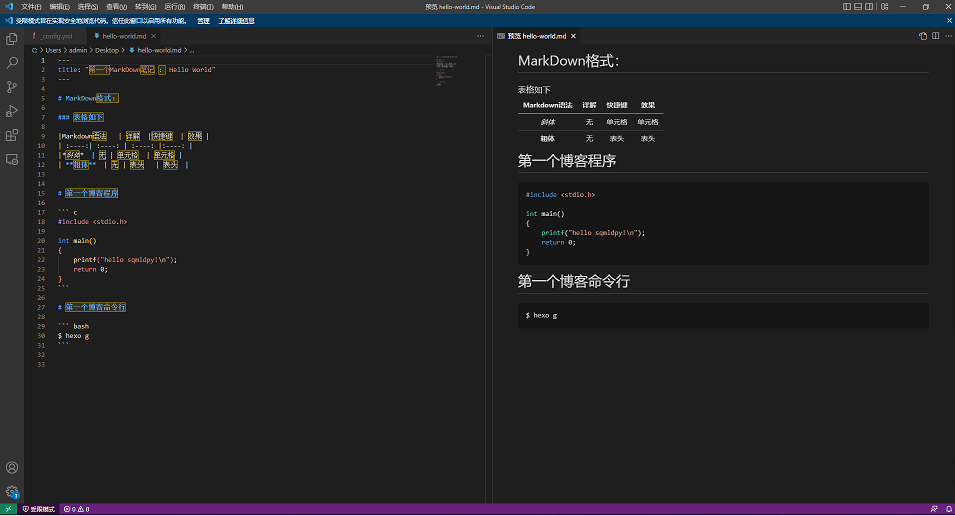 文件(F) 编辑(E) 选择(S) 查看(V) 转到(G) 运行(R) 终端(T) 帮助(H) 预览 hello-world.md - Visual Studio Code
受限模式旨在实现安全地浏览代码。信任此窗口以启用所有功能。 管理 了解详细信息
_config.yml hello-world.md
C: > Users > admin > Desktop > hello-world.md > ...
1 ---
2 title: "第一个MarkDown笔记 : Hello World"
3 ---
4
5 # MarkDown格式:
6
7 ### 表格如下
8
9 |Markdown语法 | 详解 |快捷键 | 效果 |
10 | :----:| :----: | :----: |:----: |
11 |*斜体* | 无 | 单元格 | 单元格 |
12 | **粗体** | 无 | 表头 | 表头 |
13
14
15 # 第一个博客程序
16
17 ``` c
18 #include <stdio.h>
19
20 int main()
21 {
22 printf("hello sqmldpy!\n");
23 return 0;
24 }
25 ```
26
27 # 第一个博客命令行
28
29 ``` bash
30 $ hexo g
31 ```
32
33
预览 hello-world.md
MarkDown格式:
表格如下
Markdown语法 详解 快捷键 效果
斜体 无 单元格 单元格
粗体 无 表头 表头
第一个博客程序
#include <stdio.h>
int main()
{
printf("hello sqmldpy!\n");
return 0;
}
第一个博客命令行
$ hexo g
1
受限模式 0 0